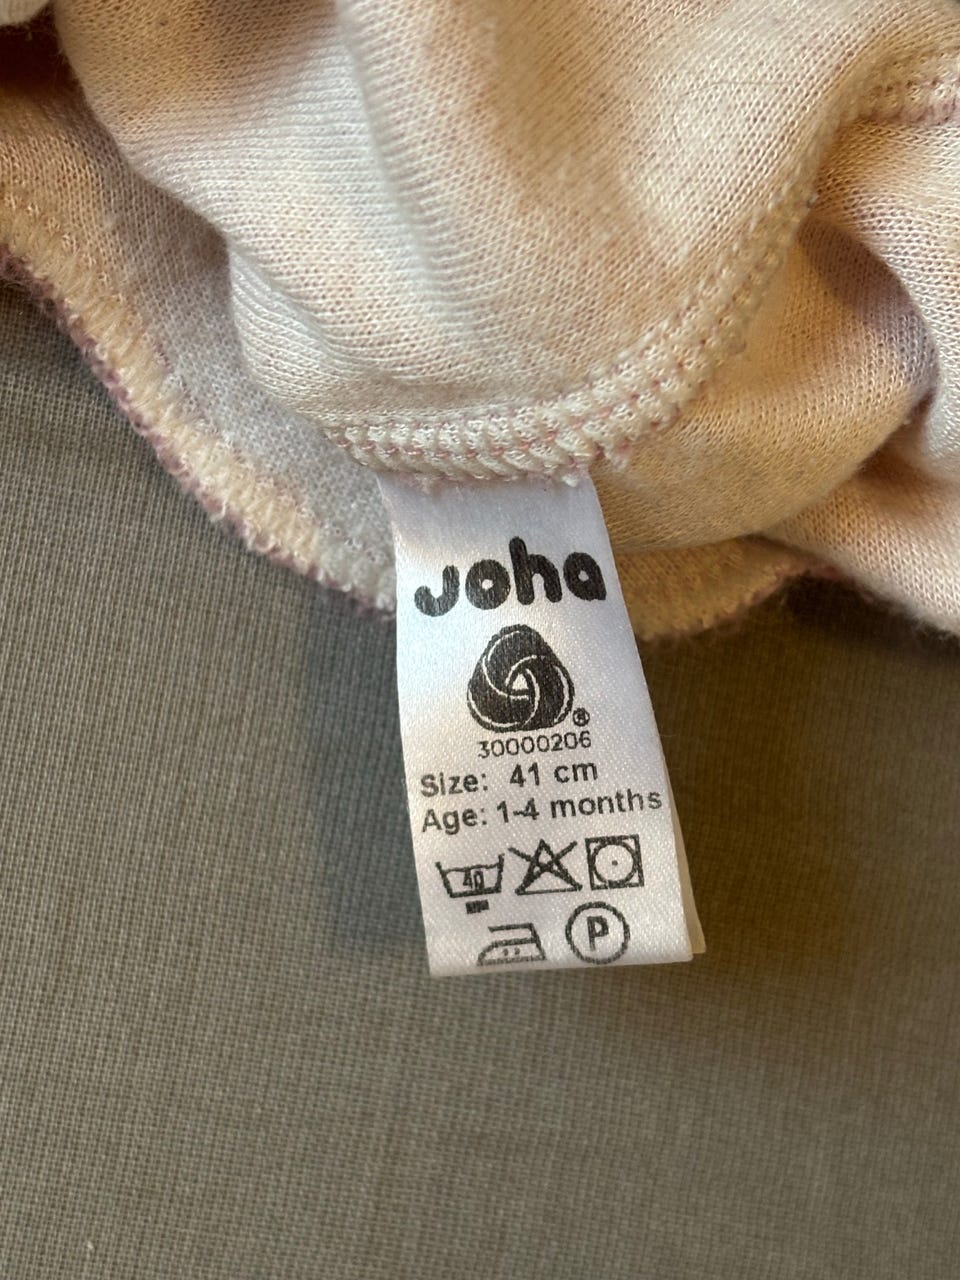 Joha
®
30000206
Size: 41 cm
Age: 1-4 months
40
P